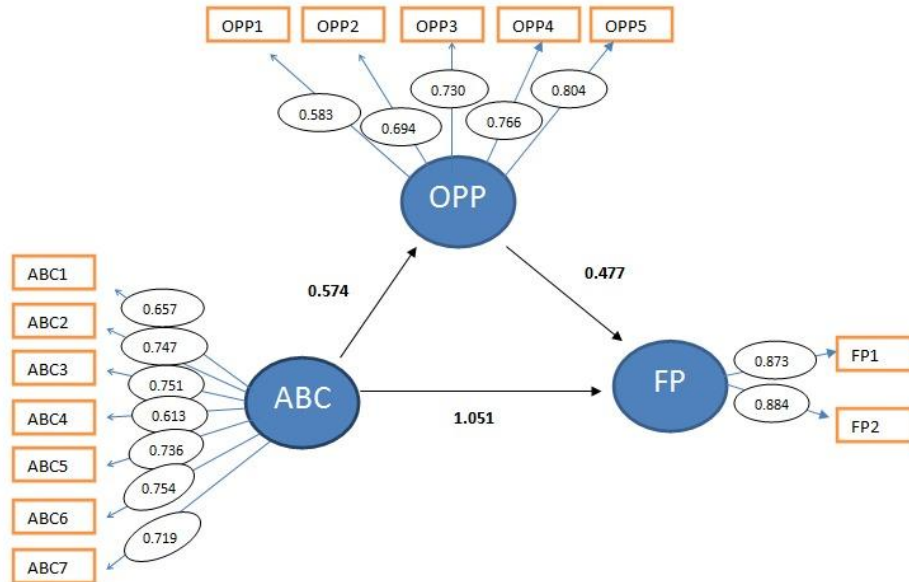 OPP1
OPP2
OPP3
OPP4
OPP5
0.583
0.694
0.730
0.766
0.804
OPP
0.574
0.477
ABC1
ABC2
ABC3
ABC4
ABC5
ABC6
ABC7
0.657
0.747
0.751
0.613
0.736
0.754
0.719
ABC
1.051
FP
0.873
0.884
FP1
FP2